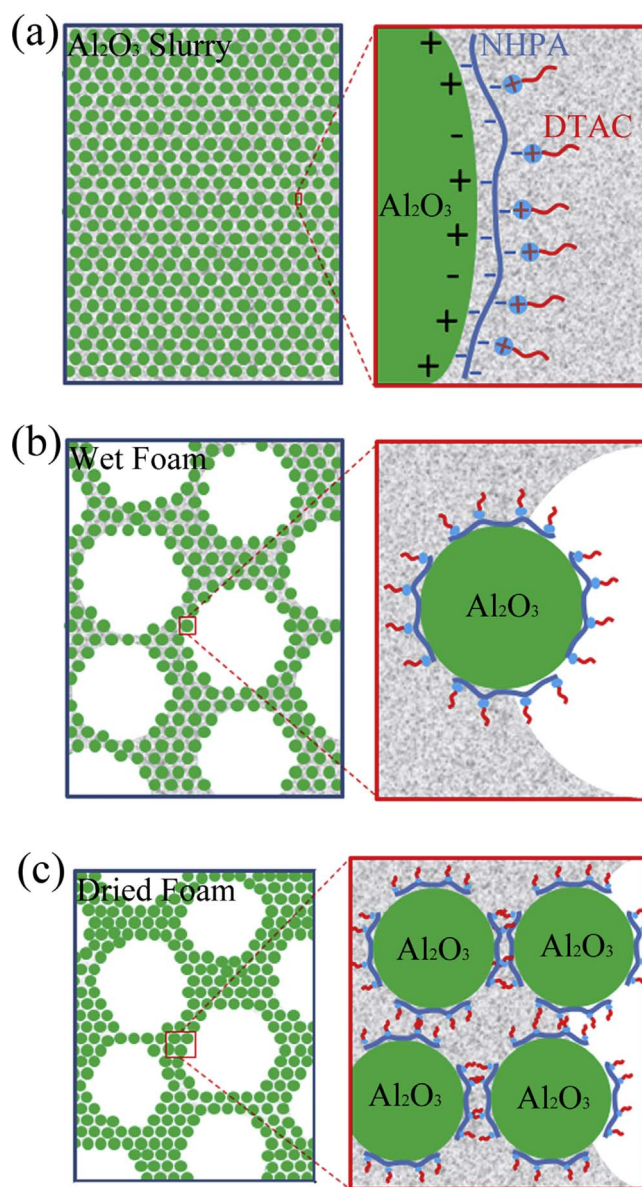 (a)
Al₂O₃ Slurry
NHPA
DTAC
Al₂O₃
(b)
Wet Foam
Al₂O₃
(c)
Dried Foam
Al₂O₃
Al₂O₃
Al₂O₃
Al₂O₃